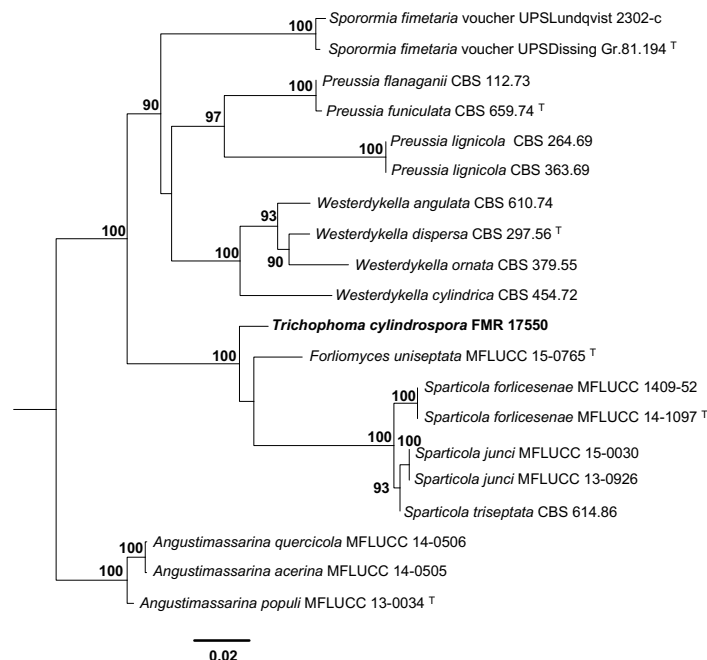 100
Sporormia fimetaria voucher UPSLundqvist 2302-c
Sporormia fimetaria voucher UPSDissing Gr.81.194 T
90
97
100
Preussia flanaganii CBS 112.73
Preussia funiculata CBS 659.74 T
100
Preussia lignicola CBS 264.69
Preussia lignicola CBS 363.69
100
100
93
Westerdykella angulata CBS 610.74
Westerdykella dispersa CBS 297.56 T
90
Westerdykella ornata CBS 379.55
Westerdykella cylindrica CBS 454.72
100
Trichophoma cylindrospora FMR 17550
Forliomyces uniseptata MFLUCC 15-0765 T
100
100
Sparticola forlicesenae MFLUCC 1409-52
Sparticola forlicesenae MFLUCC 14-1097 T
100
Sparticola junci MFLUCC 15-0030
Sparticola junci MFLUCC 13-0926
93
Sparticola triseptata CBS 614.86
100
100
Angustimassarina quercicola MFLUCC 14-0506
Angustimassarina acerina MFLUCC 14-0505
Angustimassarina populi MFLUCC 13-0034 T
0.02